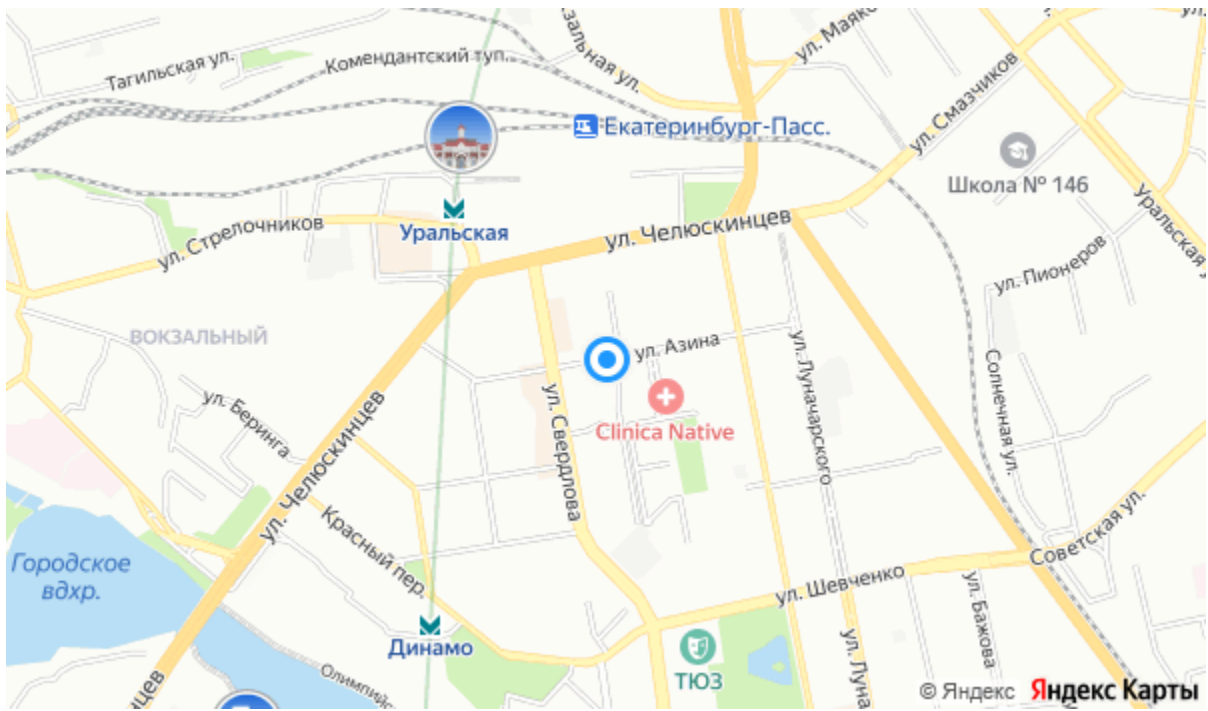 ул. Маяко
зальная ул.
Тагильская ул.
Комендантский туп.
ул. Смазчиков
Екатеринбург-Пасс.
Школа № 146
Уральская
ул. Стрелочников
ул. Челюскинцев
Уральская у
ул. Пионеров
ВОКЗАЛЬНЫЙ
ул. Азина
ул. Луначарского
Солнечная ул.
ул. Беринга
ул. Свердлова
Clinica Native
ул. Челюскинцев
Красный пер.
Советская ул.
Городское
вдхр.
ул. Шевченко
ул. Бажова
Динамо
ТЮЗ
ул. Луна
Олимпий
нцев
© Яндекс Яндекс Карты